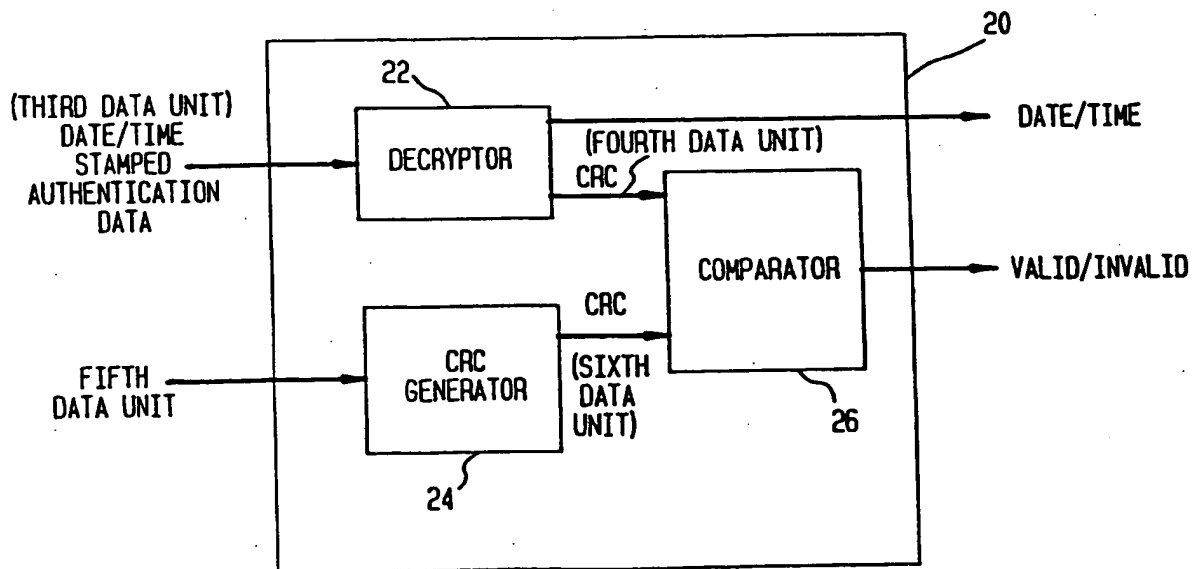 20
22
(THIRD DATA UNIT)
DATE/TIME
STAMPED
AUTHENTICATION
DATA
DECRYPTOR
DATE/TIME
(FOURTH DATA UNIT)
CRC
COMPARATOR
VALID/INVALID
CRC
CRC
GENERATOR
(SIXTH
DATA
UNIT)
FIFTH
DATA UNIT
26
24